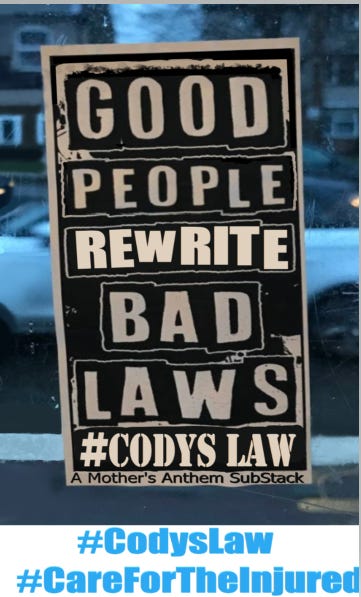 GOOD
PEOPLE
REWRITE
BAD
LAWS
#CODYS LAW
A Mother's Anthem SubStack
#CodysLaw
#CareForTheInjured